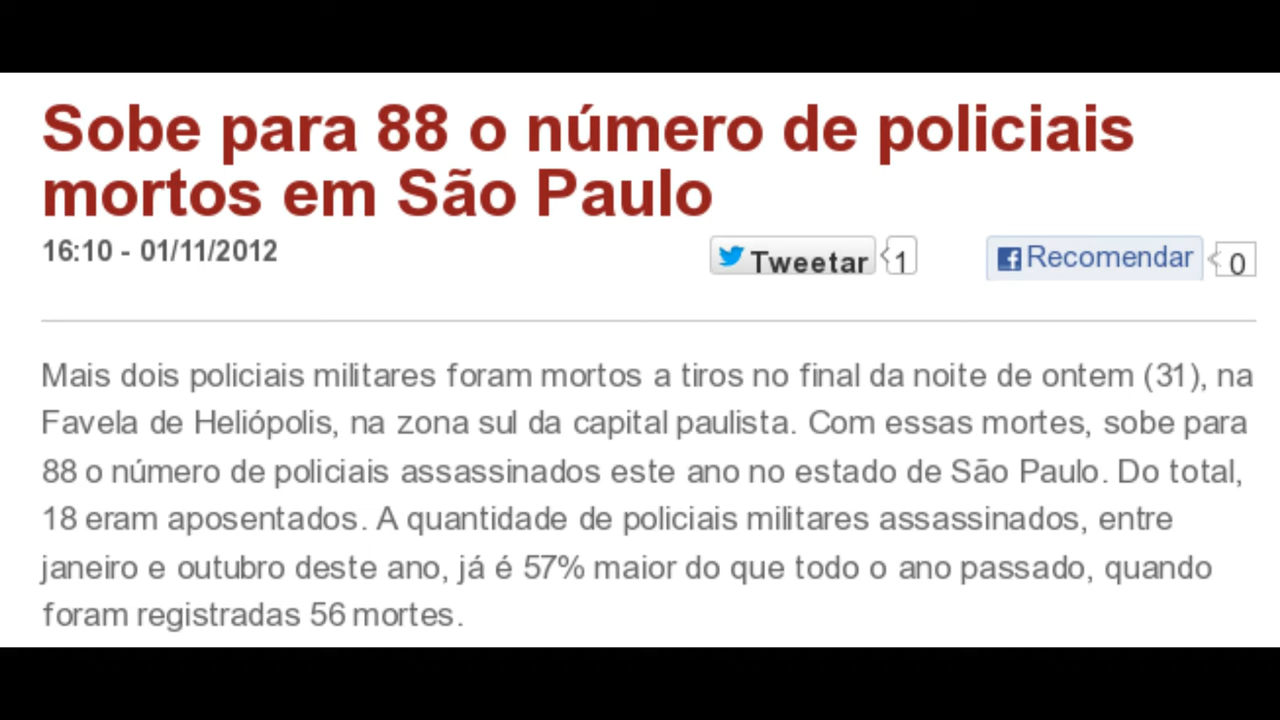 Sobe para 88 o número de policiais
mortos em São Paulo
16:10 - 01/11/2012
Tweetar 1
Recomendar 0
Mais dois policiais militares foram mortos a tiros no final da noite de ontem (31), na
Favela de Heliópolis, na zona sul da capital paulista. Com essas mortes, sobe para
88 o número de policiais assassinados este ano no estado de São Paulo. Do total,
18 eram aposentados. A quantidade de policiais militares assassinados, entre
janeiro e outubro deste ano, já é 57% maior do que todo o ano passado, quando
foram registradas 56 mortes.